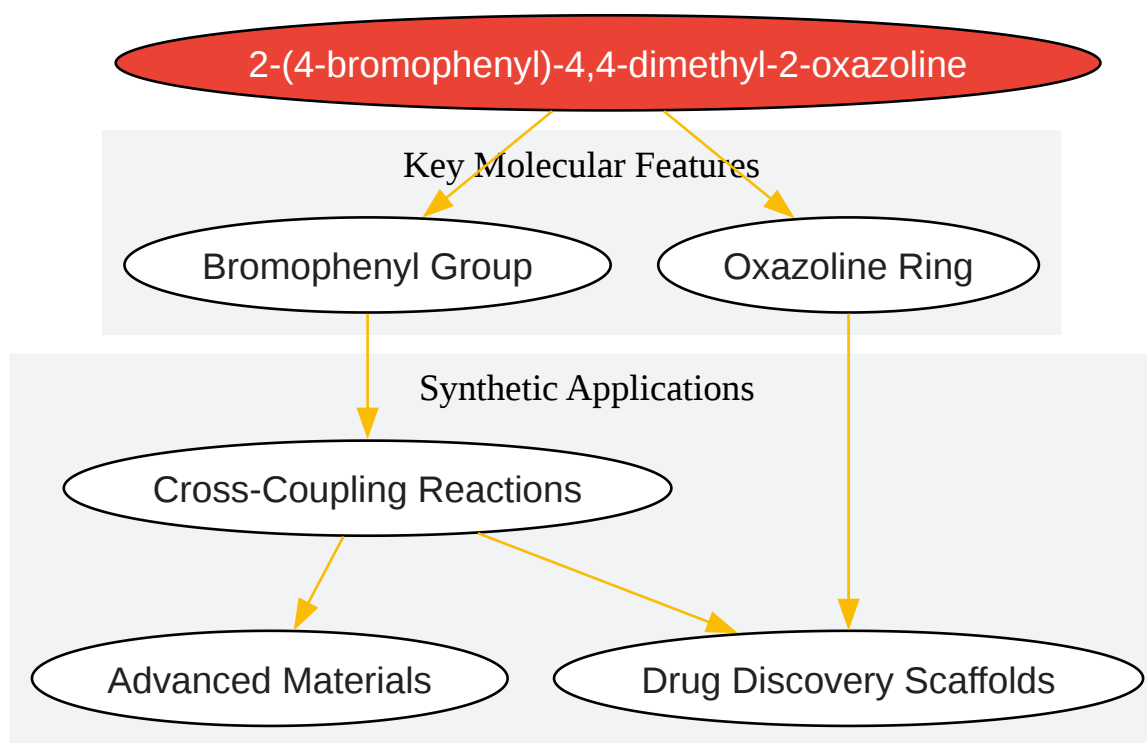 2-(4-bromophenyl)-4,4-dimethyl-2-oxazoline
Key Molecular Features
Bromophenyl Group
Oxazoline Ring
Synthetic Applications
Cross-Coupling Reactions
Advanced Materials
Drug Discovery Scaffolds